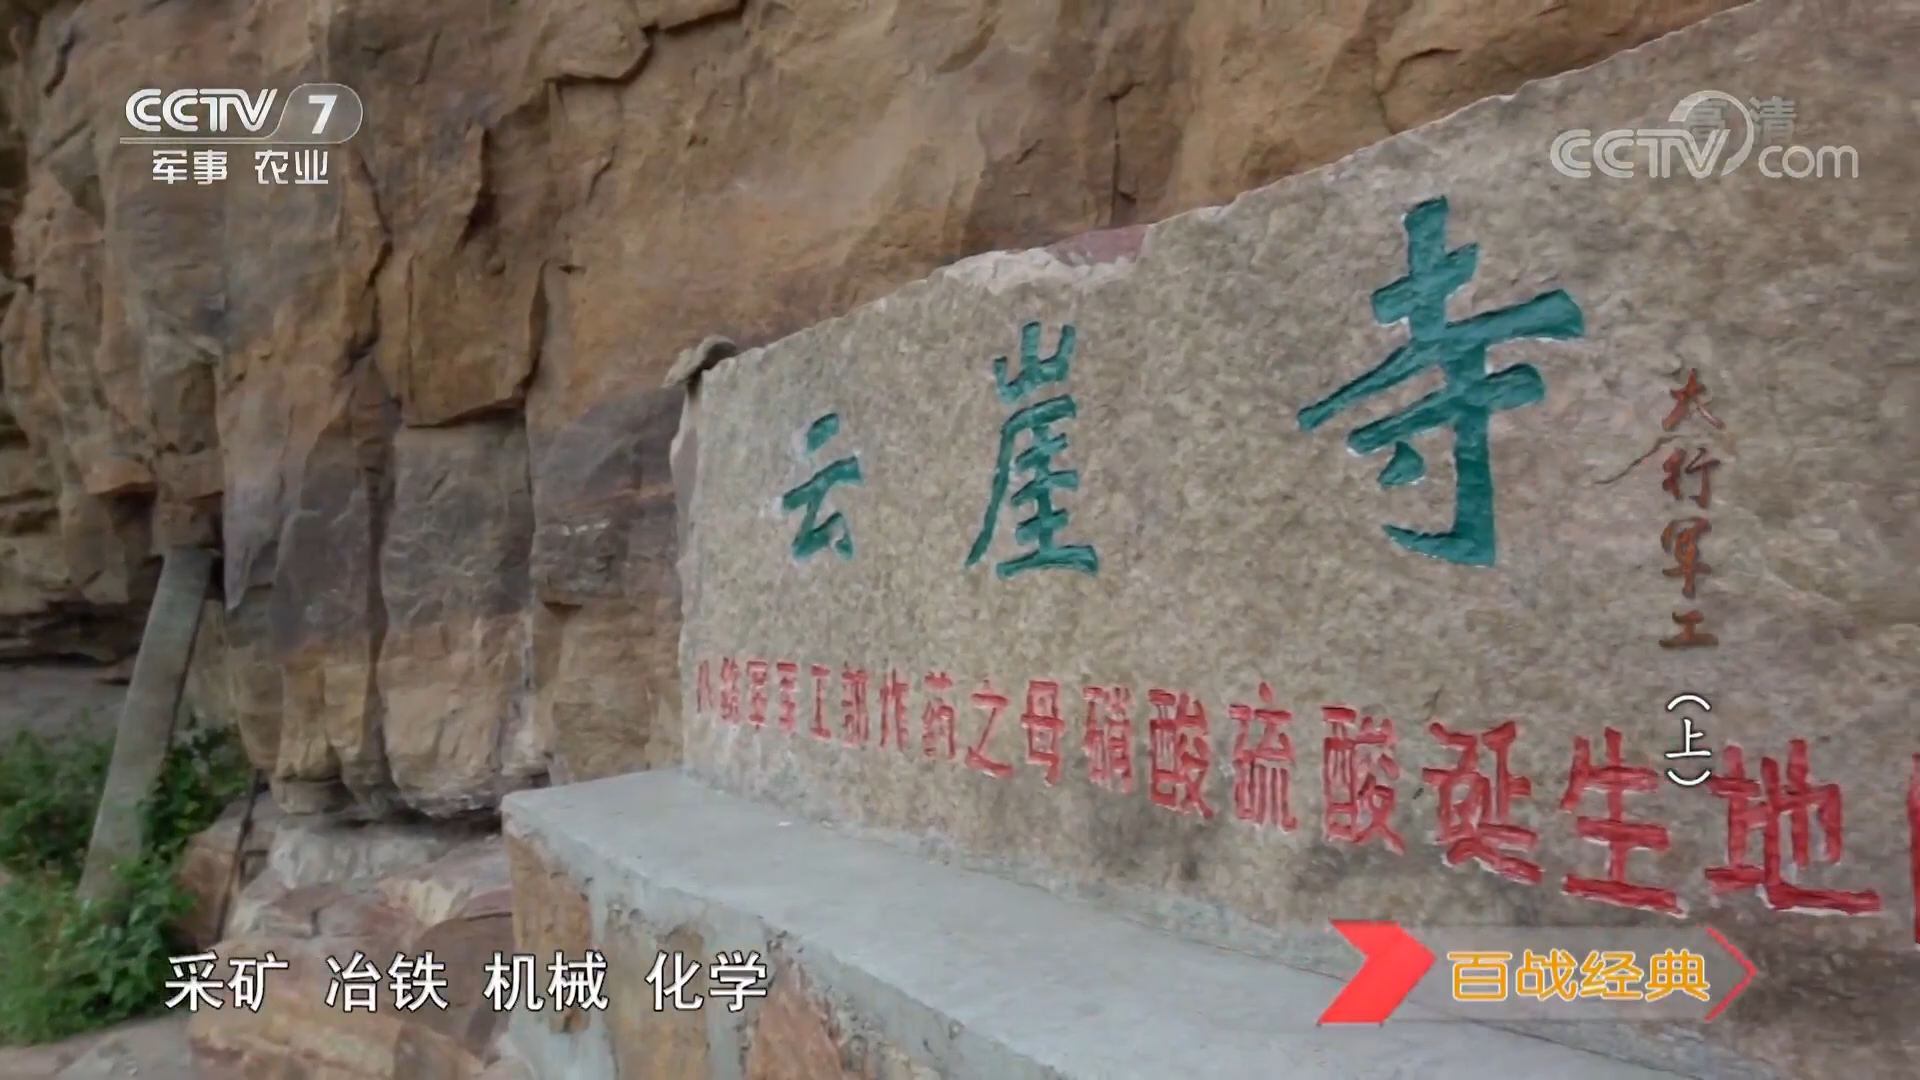 CCTV 7
军事 农业
高清
CCTV com
云崖寺
太行军工
(上)
八路军军工部炸药之母硝酸硫酸诞生地
采矿 冶铁 机械 化学
百战经典